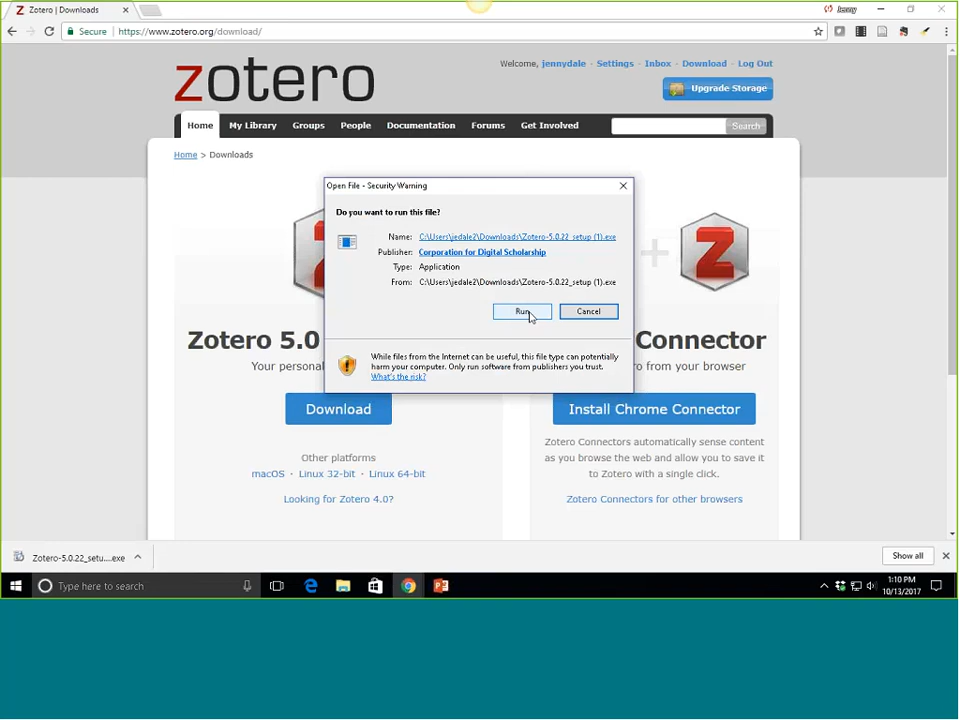 Zotero | Downloads
Jenny
Secure
https://www.zotero.org/download/
zotero
Welcome, jennydale · Settings · Inbox · Download · Log Out
Upgrade Storage
Home
My Library
Groups
People
Documentation
Forums
Get Involved
Search
Home > Downloads
Open File - Security Warning
Do you want to run this file?
Name: C:\Users\jedale2\Downloads\Zotero-5.0.22_setup (1).exe
Publisher: Corporation for Digital Scholarship
Type: Application
From: C:\Users\jedale2\Downloads\Zotero-5.0.22_setup (1).exe
Run
Cancel
While files from the Internet can be useful, this file type can potentially
harm your computer. Only run software from publishers you trust.
What's the risk?
Zotero 5.0
Your persona
Download
Other platforms
macOS · Linux 32-bit · Linux 64-bit
Looking for Zotero 4.0?
Connector
o from your browser
Install Chrome Connector
Zotero Connectors automatically sense content
as you browse the web and allow you to save it
to Zotero with a single click.
Zotero Connectors for other browsers
Zotero-5.0.22_setu....exe
Show all
Type here to search
1:10 PM
10/13/2017